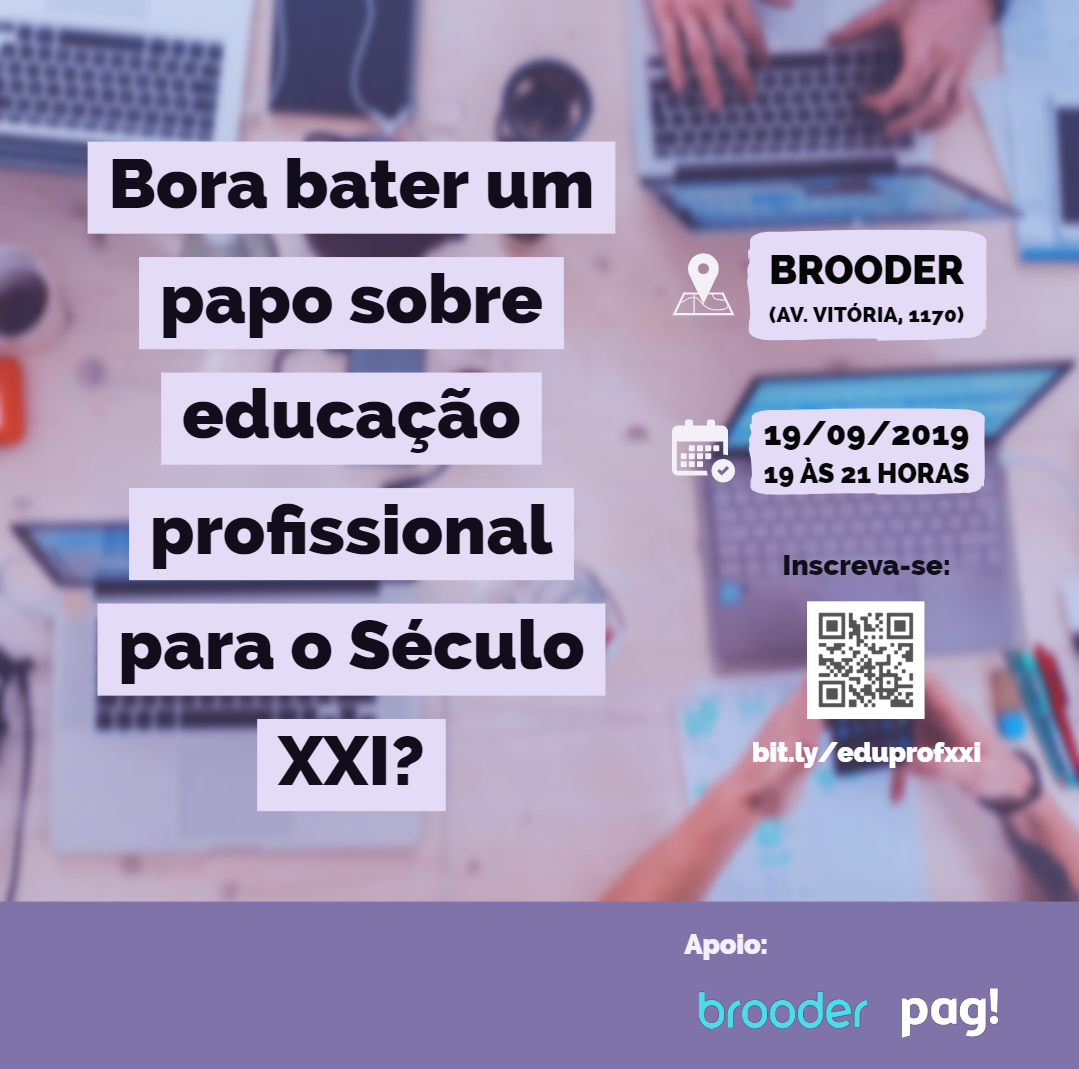 Bora bater um
papo sobre
educação
profissional
para o Século
XXI?
BROODER
(AV. VITÓRIA, 1170)
19/09/2019
19 ÀS 21 HORAS
Inscreva-se:
bit.ly/eduprofxxi
Apoio:
brooder pag!